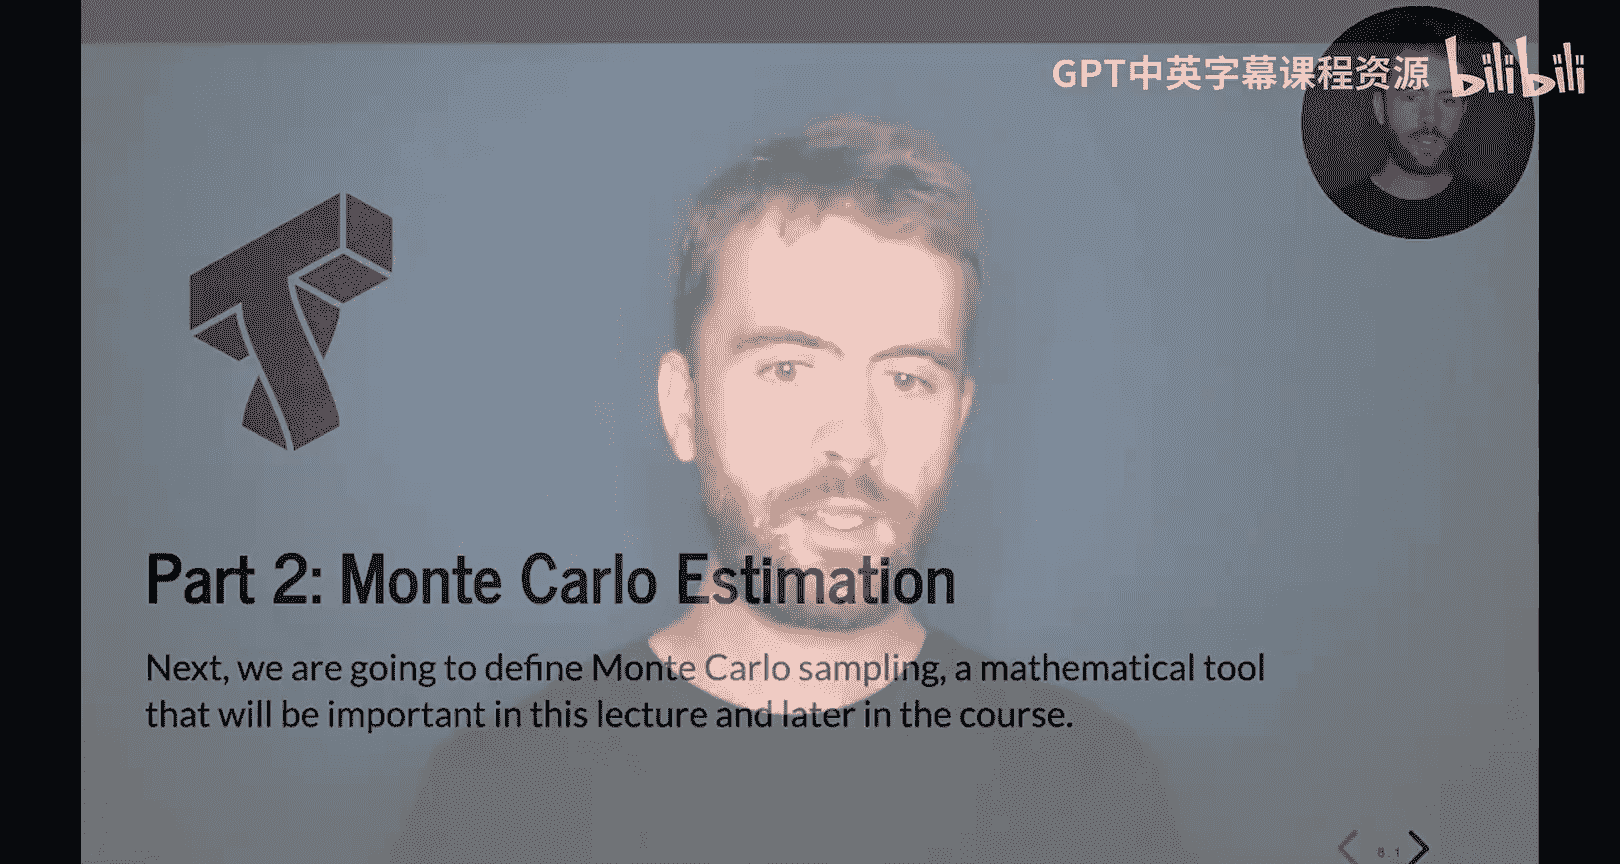 GPT中英字幕课程资源 bilibili
Part 2: Monte Carlo Estimation
Next, we are going to define Monte Carlo sampling, a mathematical tool
that will be important in this lecture and later in the course.
8.1